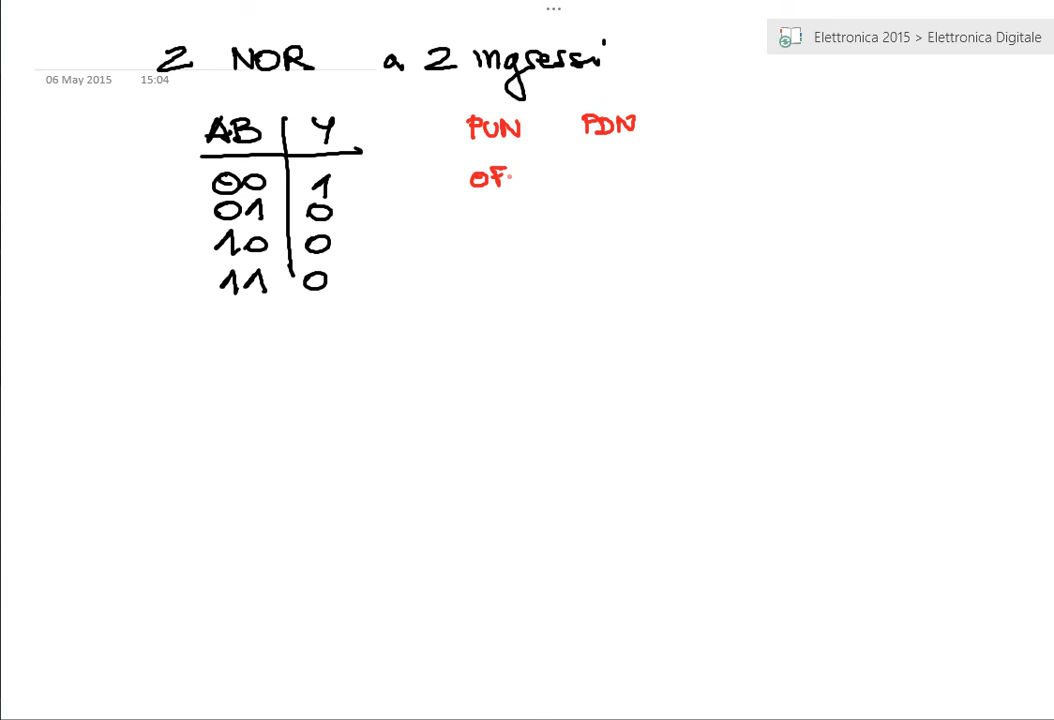 Elettronica 2015 > Elettronica Digitale
2 NOR a 2 ingressi
06 May 2015 15:04
AB Y PUN PDN
00 1 OF
01 0
10 0
11 0